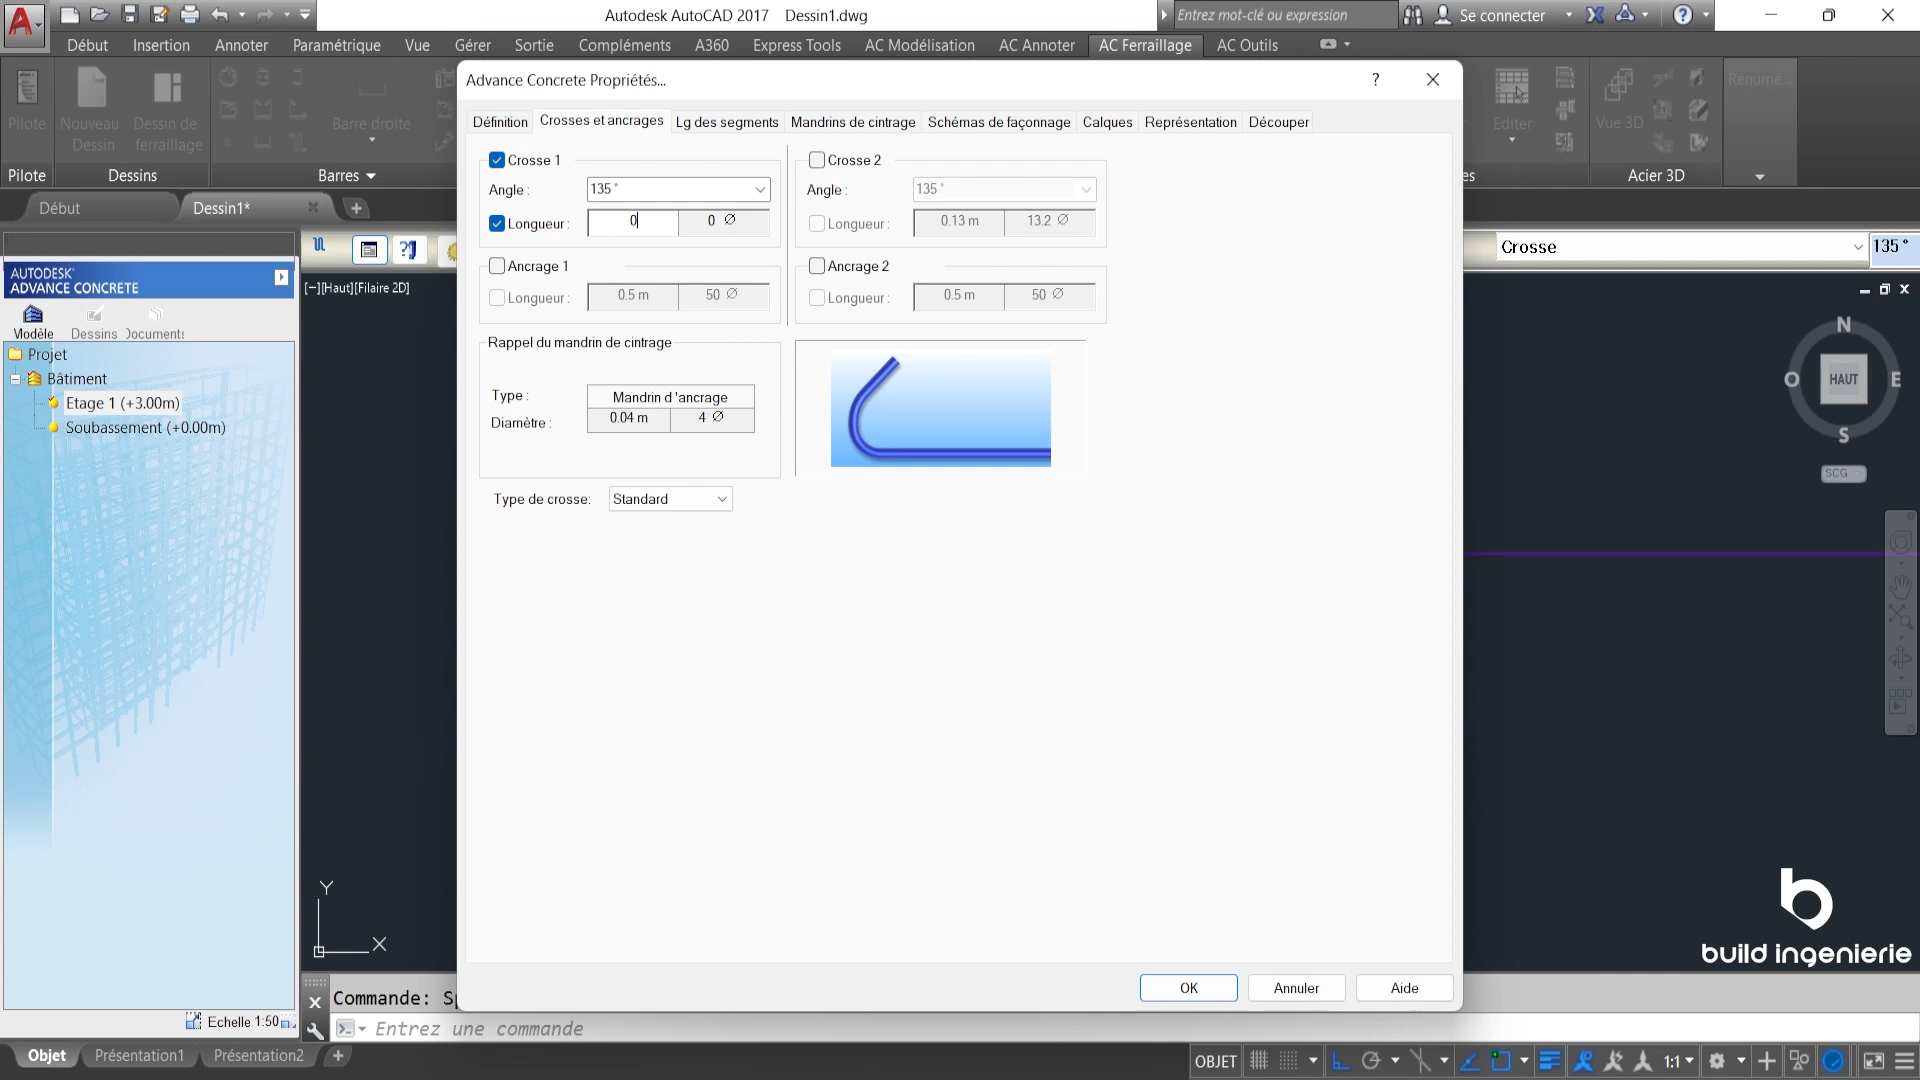 Autodesk AutoCAD 2017 Dessin1.dwg
Entrez mot-clé ou expression
Se connecter
Début Insertion Annoter Paramétrique Vue Gérer Sortie Compléments A360 Express Tools AC Modélisation AC Annoter AC Ferraillage AC Outils
Pilote
Nouveau Dessin
Dessin de ferraillage
Barre droite
Editer
Vue 3D
Renumé...
Pilote Dessins Barres
es
Acier 3D
Début Dessin1*
Crosse
135 °
AUTODESK®
ADVANCE CONCRETE
Modèle Dessins Documents
Projet
Bâtiment
Etage 1 (+3.00m)
Soubassement (+0.00m)
Echelle 1:50
[−][Haut][Filaire 2D]
Advance Concrete Propriétés...
?
Définition Crosses et ancrages Lg des segments Mandrins de cintrage Schémas de façonnage Calques Représentation Découper
Crosse 1
Angle : 135 °
Longueur : 0 0 Ø
Crosse 2
Angle : 135 °
Longueur : 0.13 m 13.2 Ø
Ancrage 1
Longueur : 0.5 m 50 Ø
Ancrage 2
Longueur : 0.5 m 50 Ø
Rappel du mandrin de cintrage
Type : Mandrin d 'ancrage
Diamètre : 0.04 m 4 Ø
Type de crosse: Standard
OK Annuler Aide
N
O HAUT E
S
SCG
Y
X
build ingenierie
Commande: Sp
Entrez une commande
Objet Présentation1 Présentation2
OBJET
1:1